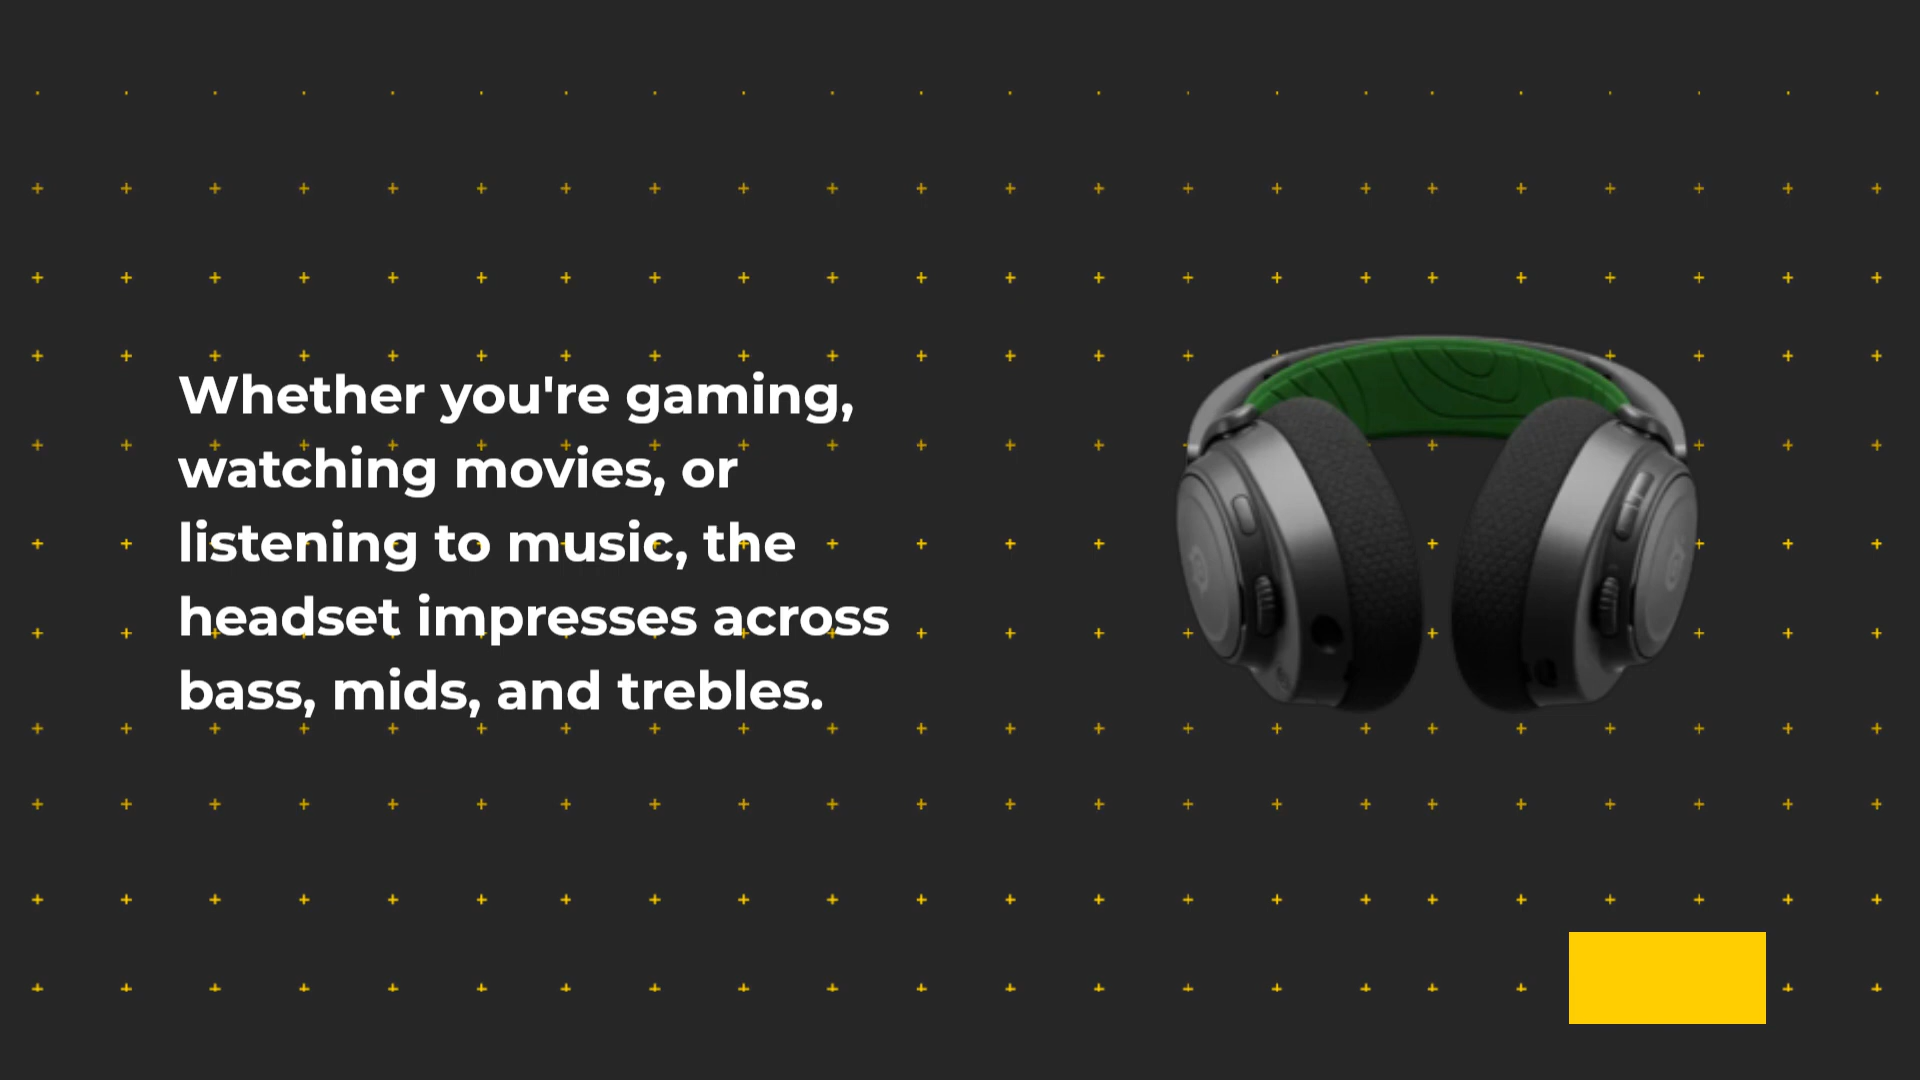 Whether you're gaming,
watching movies, or
listening to music, the
headset impresses across
bass, mids, and trebles.